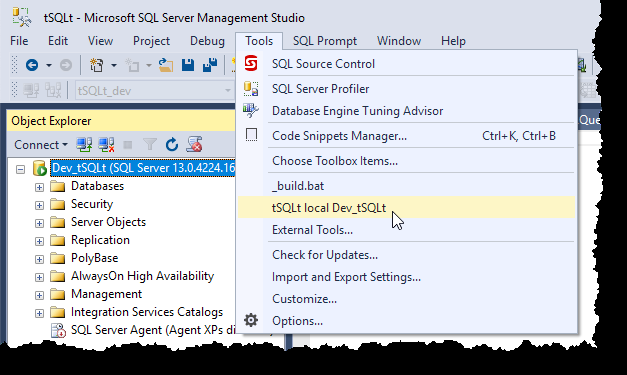 tSQLt - Microsoft SQL Server Management Studio
File Edit View Project Debug Tools SQL Prompt Window Help
tSQLt_dev
Object Explorer
Connect
Dev_tSQLt (SQL Server 13.0.4224.16
Databases
Security
Server Objects
Replication
PolyBase
AlwaysOn High Availability
Management
Integration Services Catalogs
SQL Server Agent (Agent XPs di
SQL Source Control
SQL Server Profiler
Database Engine Tuning Advisor
Code Snippets Manager... Ctrl+K, Ctrl+B
Choose Toolbox Items...
_build.bat
tSQLt local Dev_tSQLt
External Tools...
Check for Updates...
Import and Export Settings...
Customize...
Options...
Que